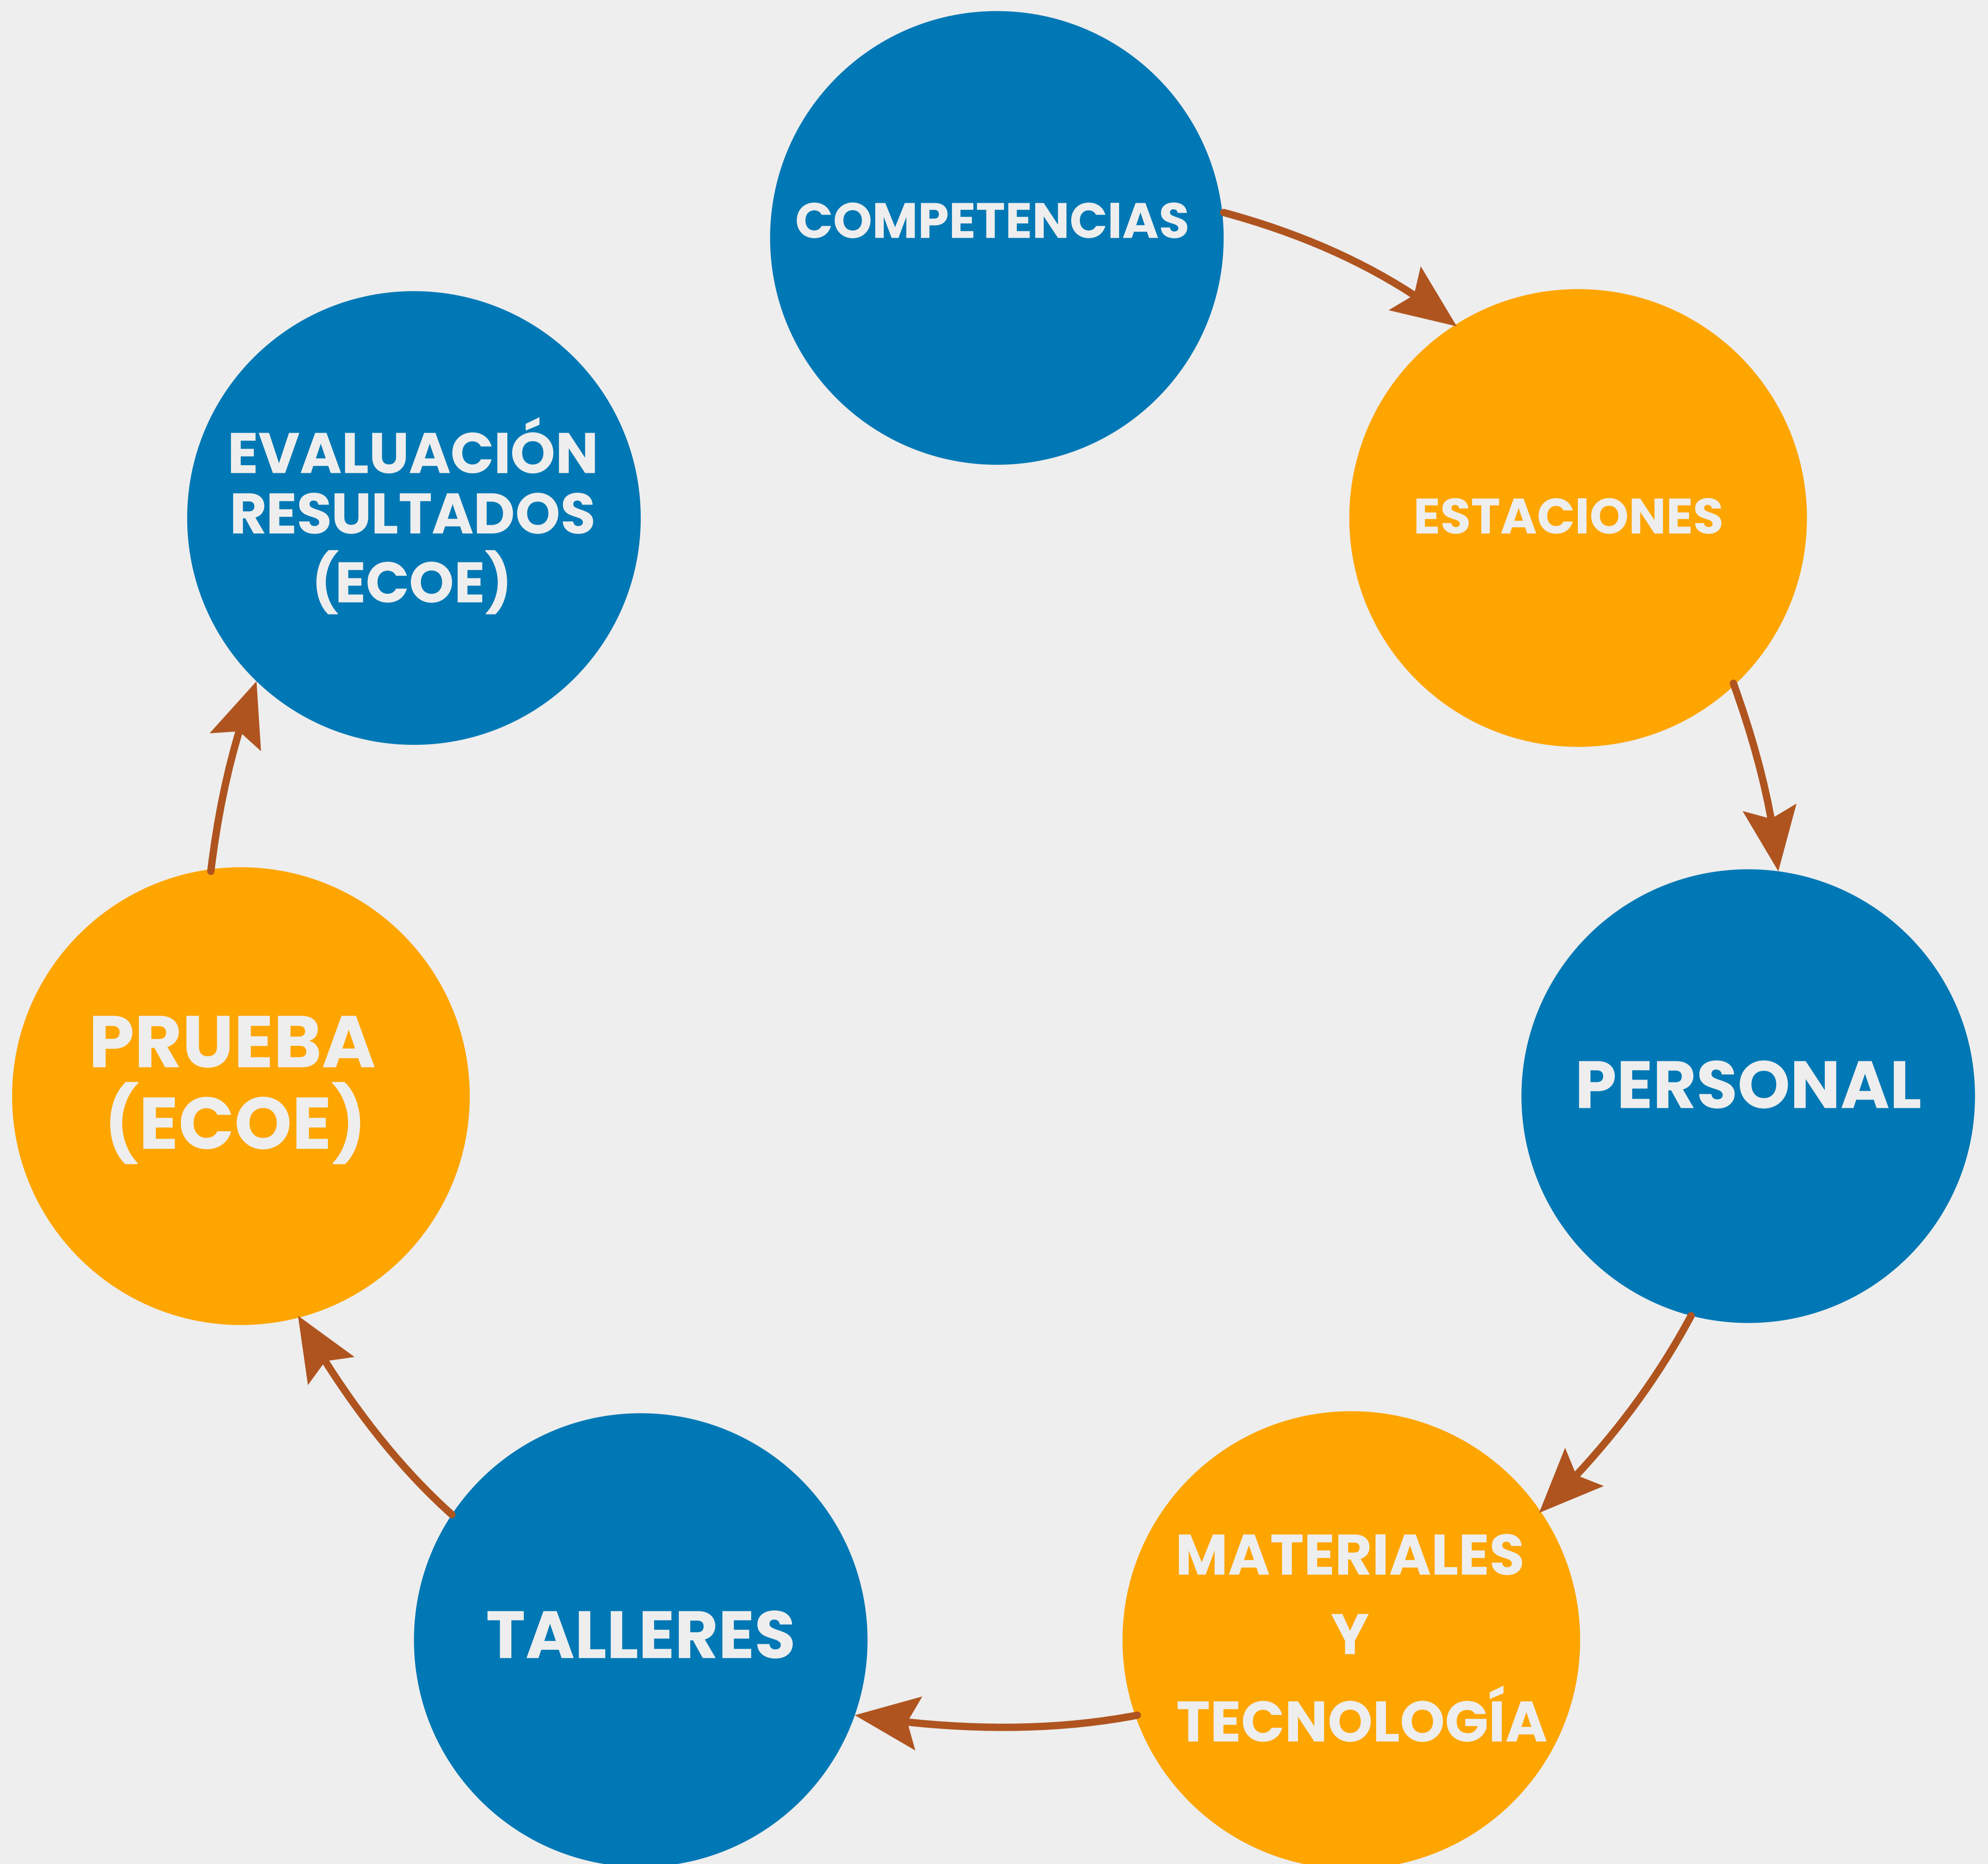 COMPETENCIAS
ESTACIONES
PERSONAL
MATERIALES
Y
TECNOLOGÍA
TALLERES
PRUEBA
(ECOE)
EVALUACIÓN
RESULTADOS
(ECOE)